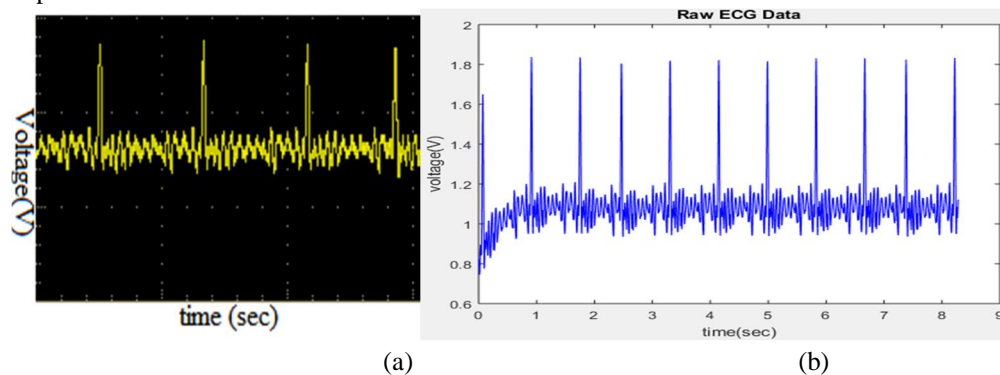 Voltage(V)
time (sec)
Raw ECG Data
voltage(V)
2
1.8
1.6
1.4
1.2
1
0.8
0.6
0 1 2 3 4 5 6 7 8 9
time(sec)
(a) (b)